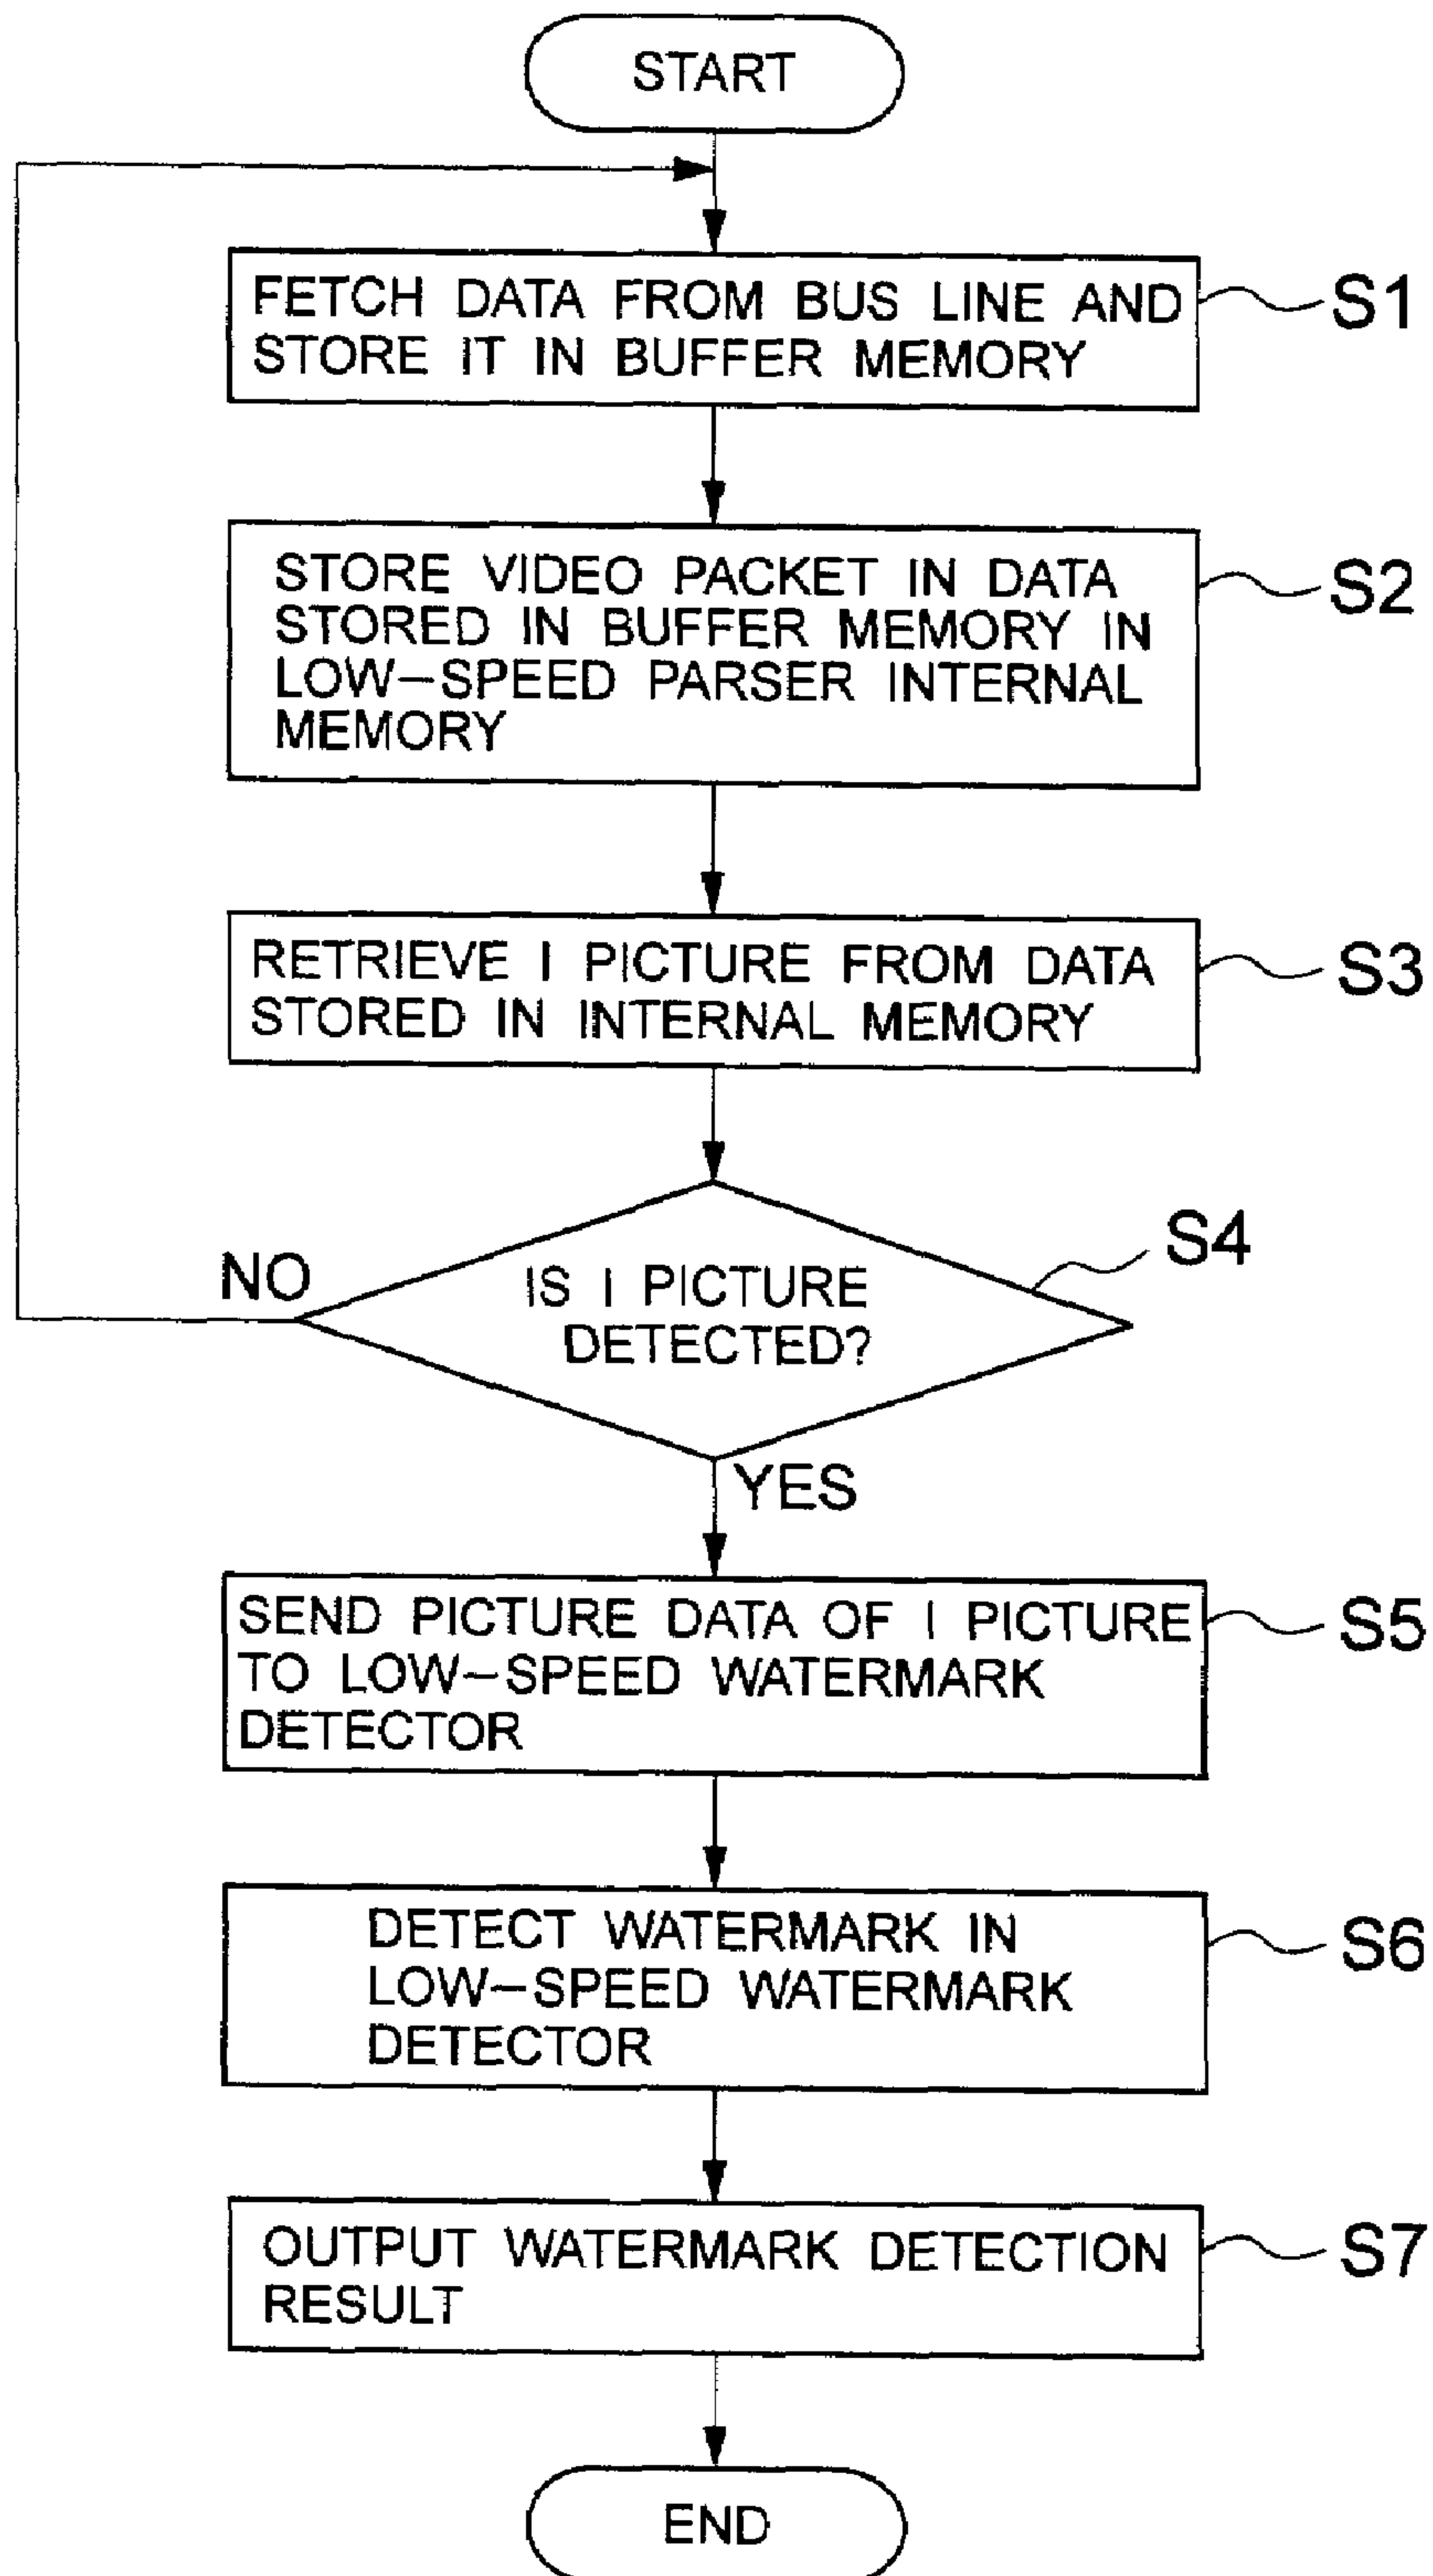 START
FETCH DATA FROM BUS LINE AND
STORE IT IN BUFFER MEMORY
S1
STORE VIDEO PACKET IN DATA
STORED IN BUFFER MEMORY IN
LOW-SPEED PARSER INTERNAL
MEMORY
S2
RETRIEVE I PICTURE FROM DATA
STORED IN INTERNAL MEMORY
S3
IS I PICTURE
DETECTED?
S4
NO
YES
SEND PICTURE DATA OF I PICTURE
TO LOW-SPEED WATERMARK
DETECTOR
S5
DETECT WATERMARK IN
LOW-SPEED WATERMARK
DETECTOR
S6
OUTPUT WATERMARK DETECTION
RESULT
S7
END